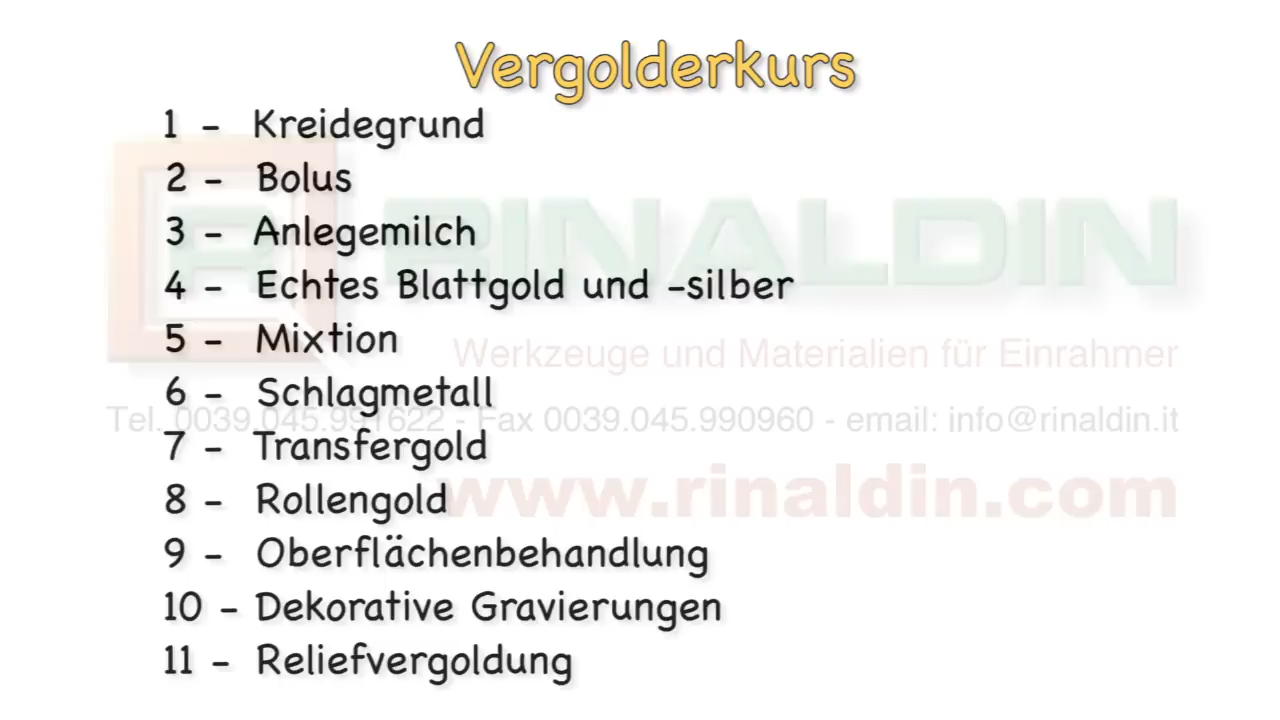 Vergolderkurs
1 - Kreidegrund
2 - Bolus
3 - Anlegemilch
4 - Echtes Blattgold und -silber
5 - Mixtion
6 - Schlagmetall
7 - Transfergold
8 - Rollengold
9 - Oberflächenbehandlung
10 - Dekorative Gravierungen
11 - Reliefvergoldung
RINALDIN
Werkzeuge und Materialien für Einrahmer
Tel. 0039.045.991622 - Fax 0039.045.990960 - email: info@rinaldin.it
www.rinaldin.com